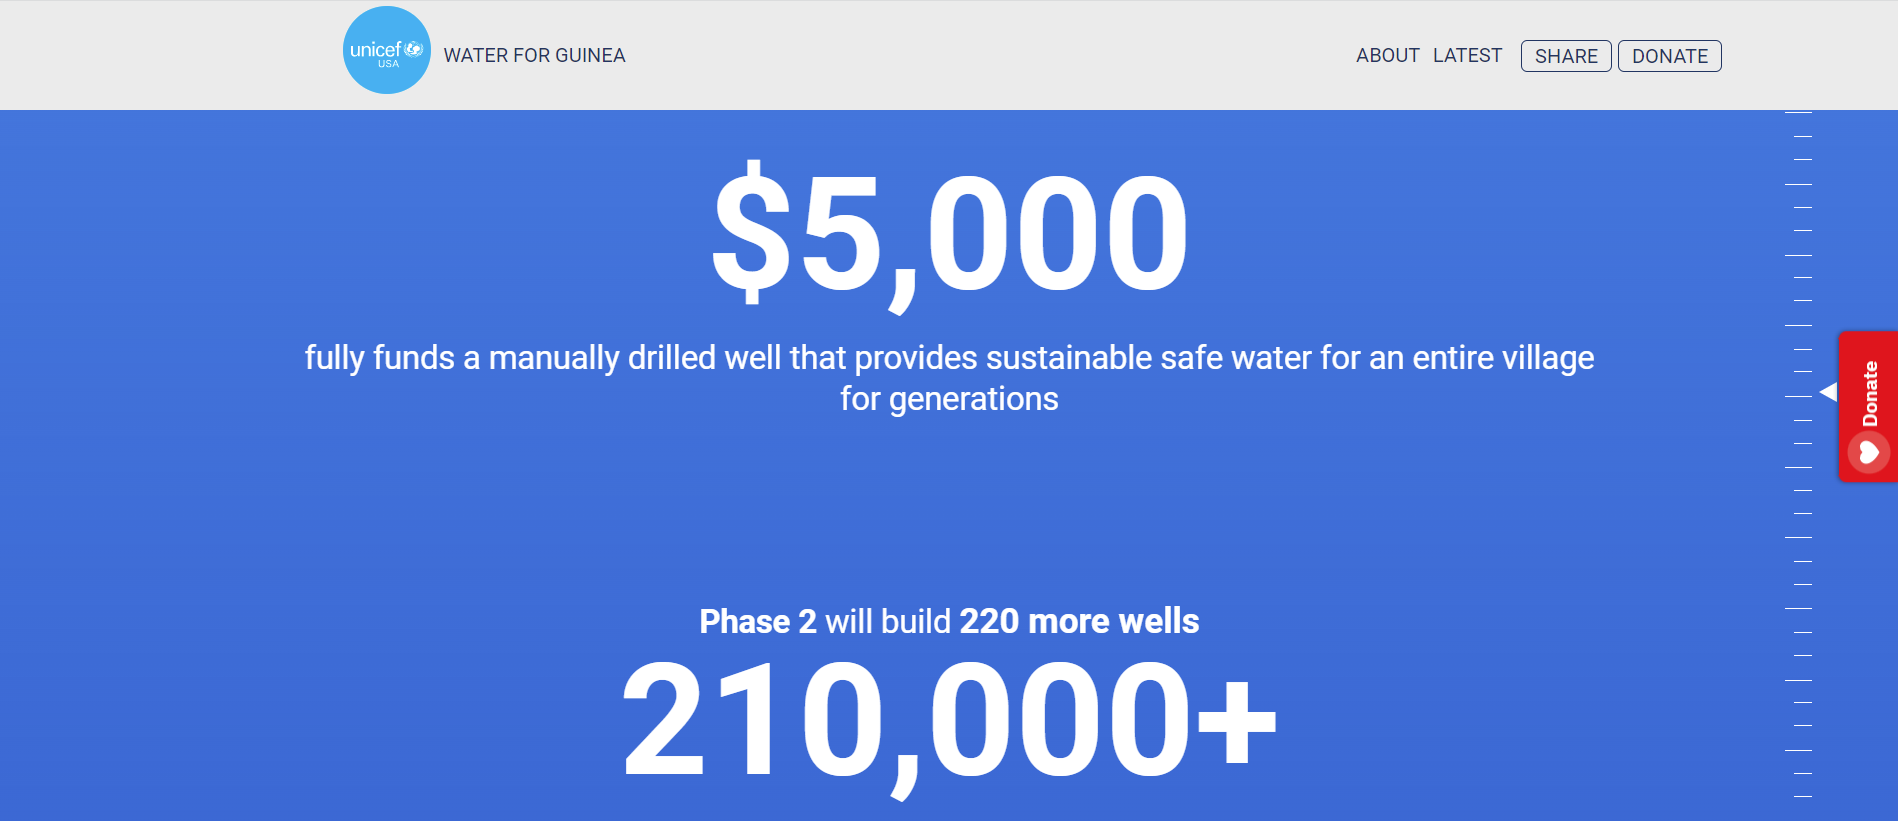 unicef
USA
WATER FOR GUINEA
ABOUT LATEST SHARE DONATE
$5,000
fully funds a manually drilled well that provides sustainable safe water for an entire village
for generations
Donate
Phase 2 will build 220 more wells
210,000+